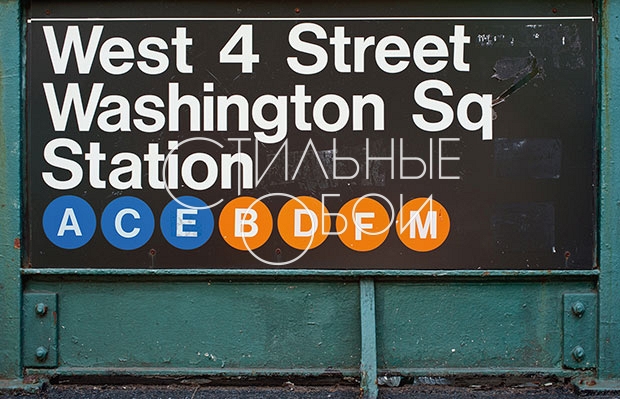 West 4 Street
Washington Sq
Station
СТИЛЬНЫЕ
ОБОИ
A C E B D F M